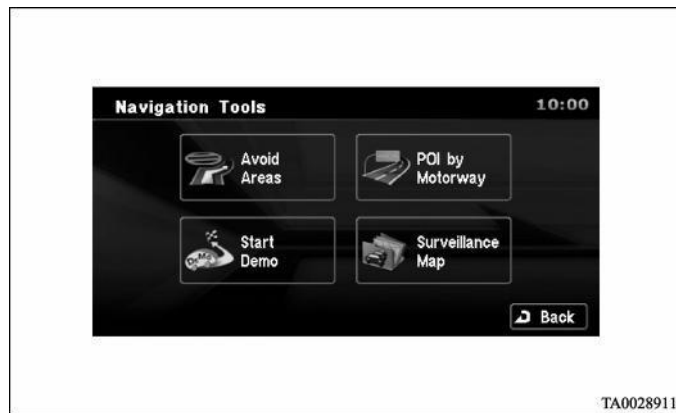 Navigation Tools 10:00
Avoid
Areas
POI by
Motorway
Start
Demo
Surveillance
Map
Back
TA0028911